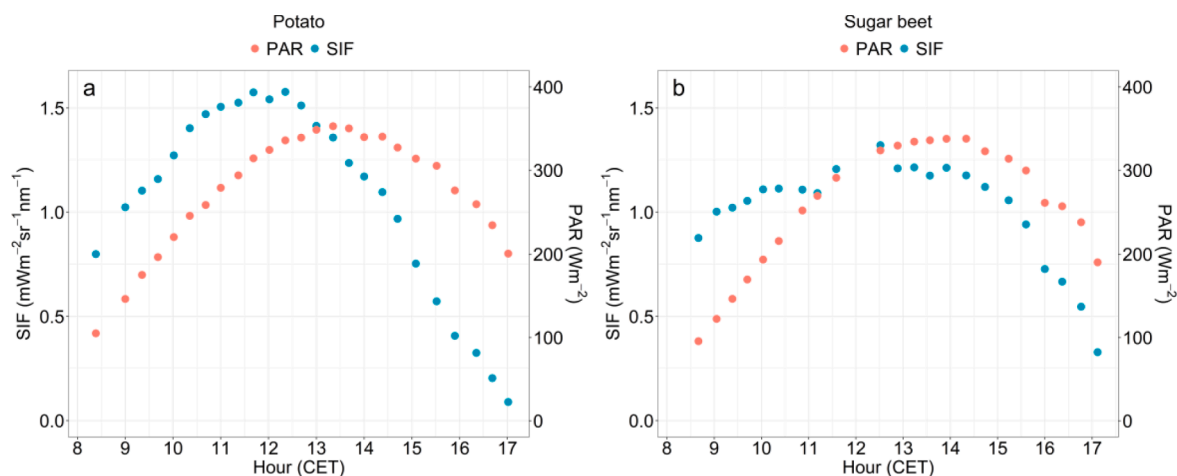 Potato
PAR SIF
a
SIF (mWm⁻²sr⁻¹nm⁻¹)
1.5
1.0
0.5
0.0
400
300
200
100
0
PAR (Wm⁻²)
8 9 10 11 12 13 14 15 16 17
Hour (CET)
Sugar beet
PAR SIF
b
SIF (mWm⁻²sr⁻¹nm⁻¹)
1.5
1.0
0.5
0.0
400
300
200
100
0
PAR (Wm⁻²)
8 9 10 11 12 13 14 15 16 17
Hour (CET)